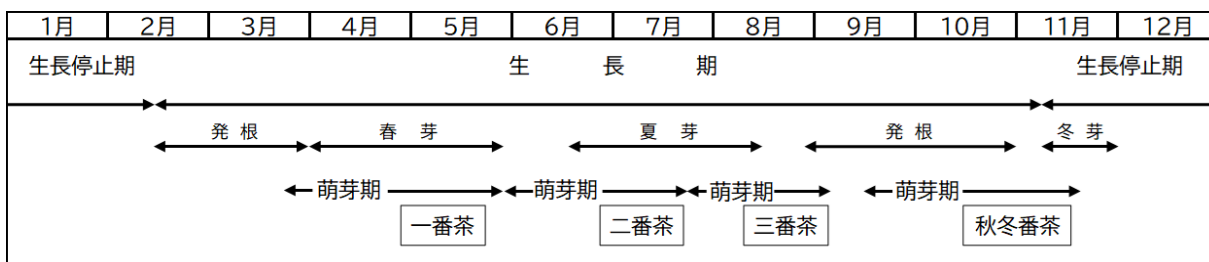 1月 2月 3月 4月 5月 6月 7月 8月 9月 10月 11月 12月
生長停止期 生 長 期 生長停止期
発 根 春 芽 夏 芽 発 根 冬 芽
萌芽期 萌芽期 萌芽期 萌芽期
一番茶 二番茶 三番茶 秋冬番茶